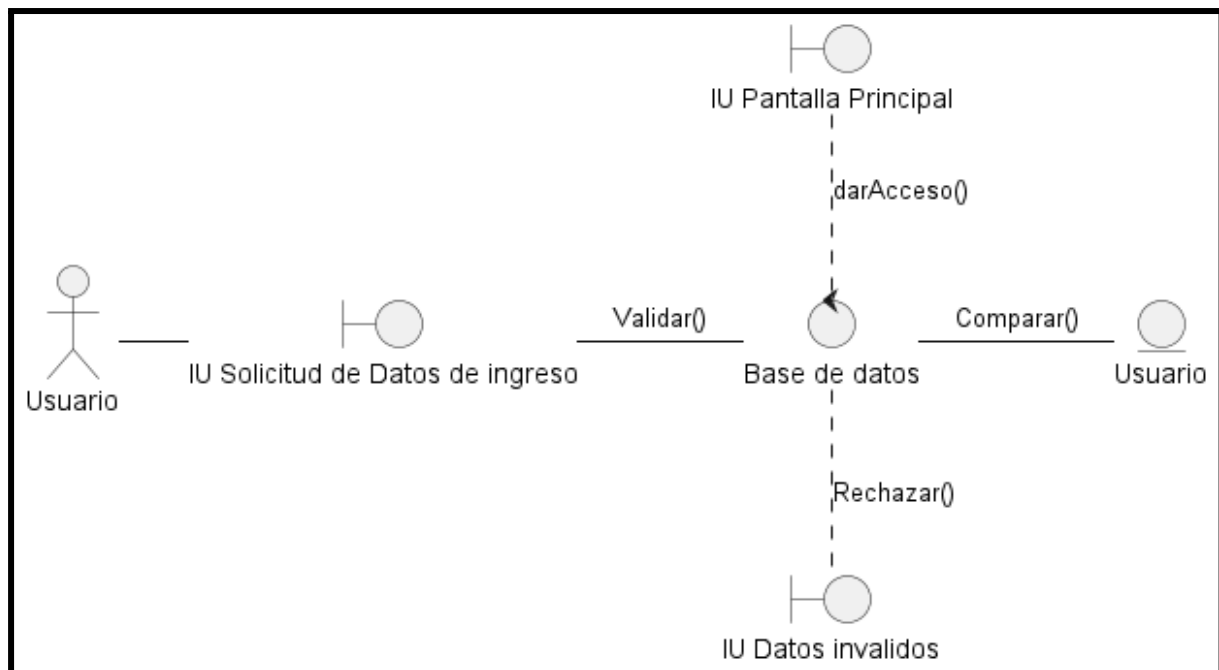 IU Pantalla Principal
darAcceso()
Validar()
Comparar()
Usuario
IU Solicitud de Datos de ingreso
Base de datos
Usuario
Rechazar()
IU Datos invalidos